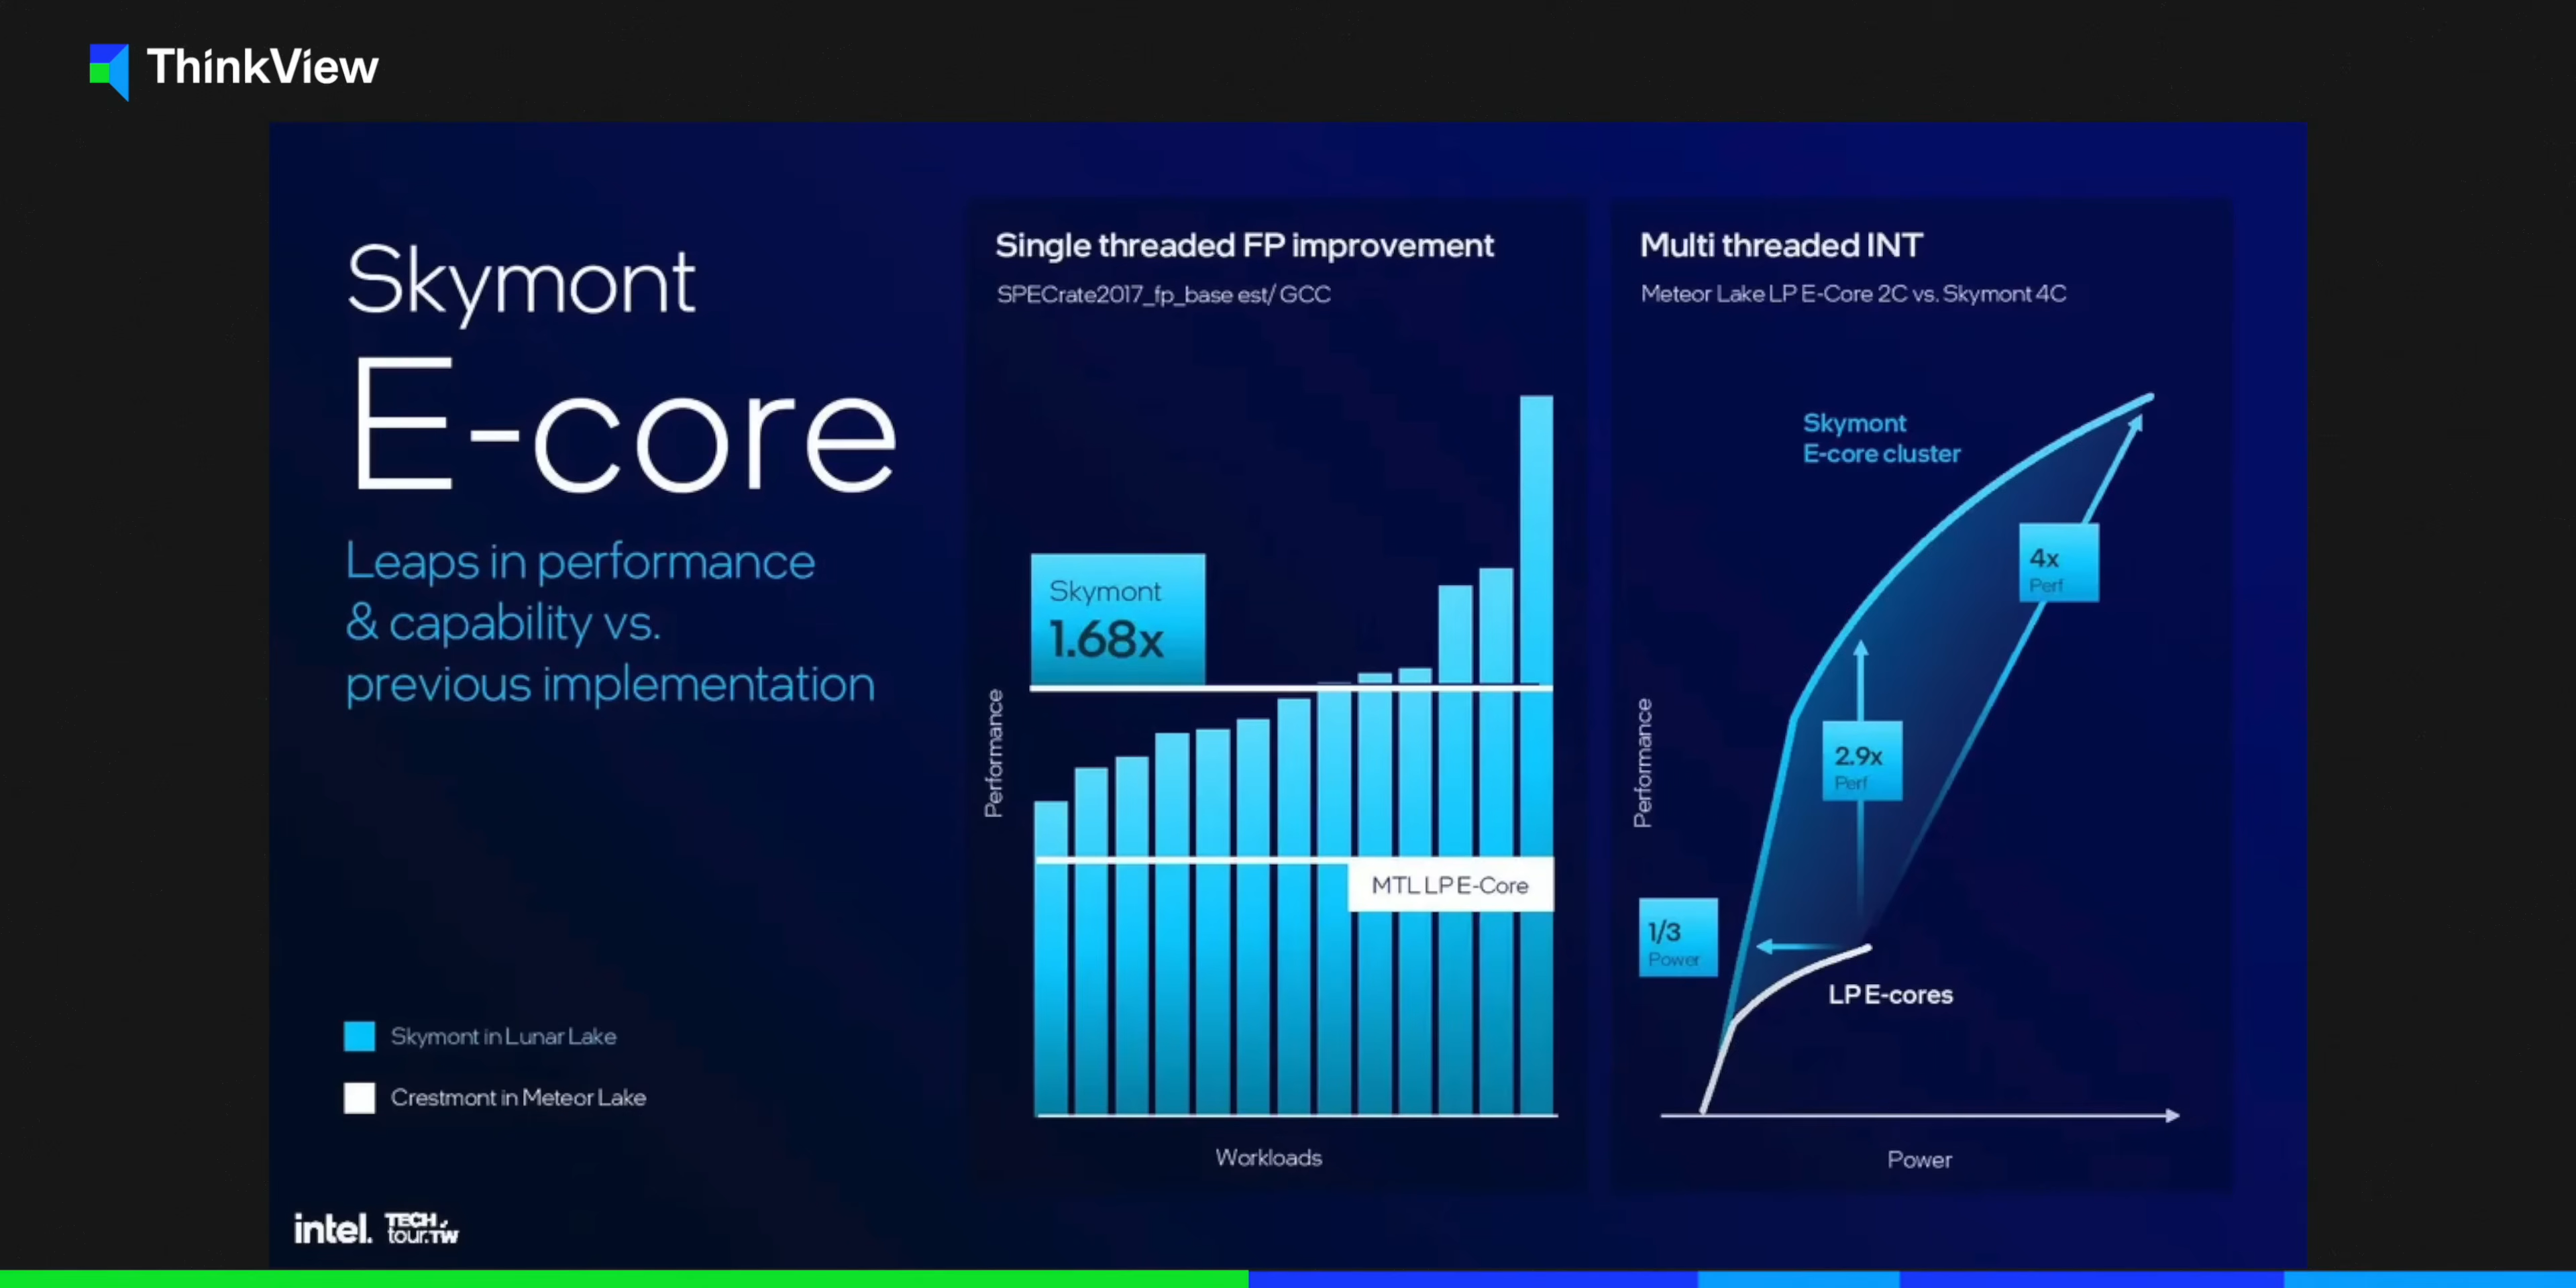 ThinkView
Skymont
E-core
Leaps in performance
& capability vs.
previous implementation
Skymont in Lunar Lake
Crestmont in Meteor Lake
intel.
TECH
tour.TW
Single threaded FP improvement
SPECrate2017_fp_base est/ GCC
Skymont
1.68x
Performance
MTL LP E-Core
Workloads
Multi threaded INT
Meteor Lake LP E-Core 2C vs. Skymont 4C
Skymont
E-core cluster
4x
Perf
2.9x
Perf
Performance
1/3
Power
LP E-cores
Power